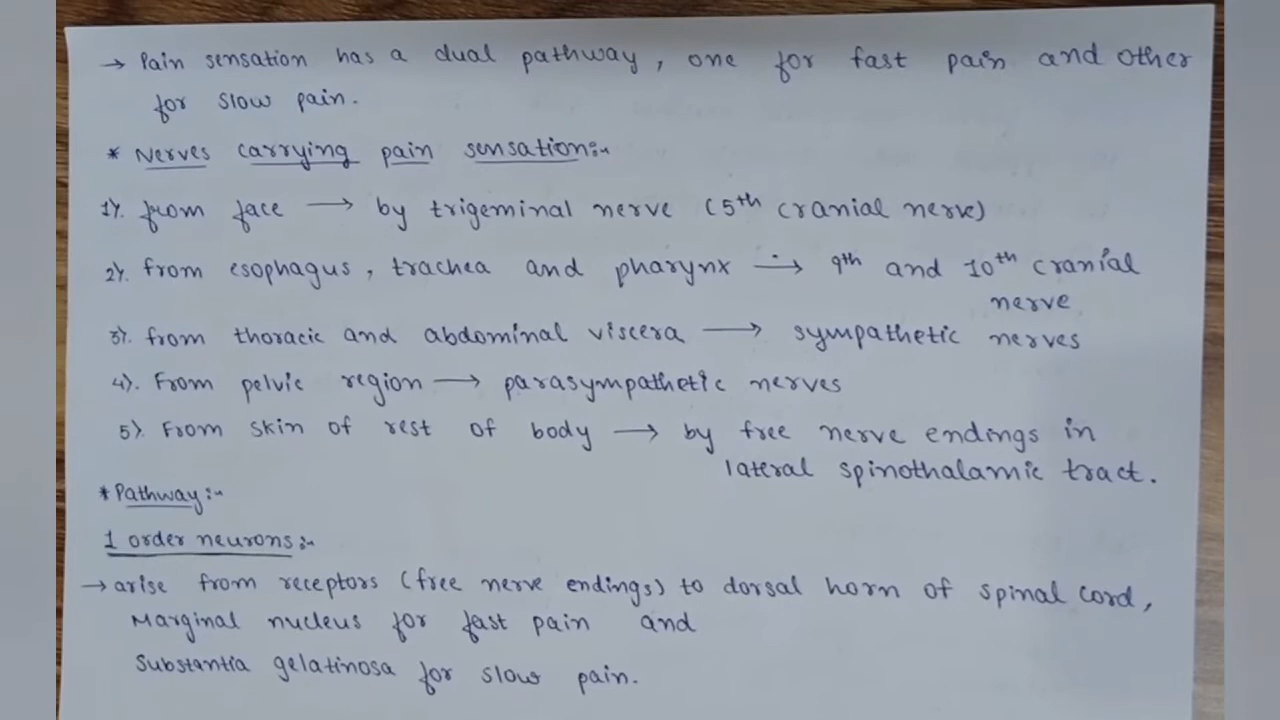 → Pain sensation has a dual pathway, one for fast pain and other
for slow pain.
* Nerves carrying pain sensation:-
1). from face → by trigeminal nerve (5th cranial nerve)
2). from esophagus, trachea and pharynx → 9th and 10th cranial
nerve
3). from thoracic and abdominal viscera → sympathetic nerves
4). From pelvic region → parasympathetic nerves
5). From skin of rest of body → by free nerve endings in
lateral spinothalamic tract.
* Pathway:-
1 order neurons:-
→ arise from receptors (free nerve endings) to dorsal horn of spinal cord,
Marginal nucleus for fast pain and
Substantia gelatinosa for slow pain.